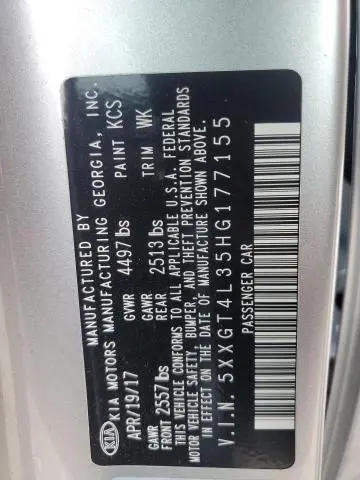 KIA
MANUFACTURED BY
KIA MOTORS MANUFACTURING GEORGIA, INC.
APR/19/17 GVWR 4497 lbs PAINT KCS
GAWR FRONT 2557 lbs GAWR REAR 2513 lbs TRIM WK
THIS VEHICLE CONFORMS TO ALL APPLICABLE U.S.A. FEDERAL
MOTOR VEHICLE SAFETY, BUMPER, AND THEFT PREVENTION STANDARDS
IN EFFECT ON THE DATE OF MANUFACTURE SHOWN ABOVE.
V.I.N. 5XXGT4L35HG177155
PASSENGER CAR